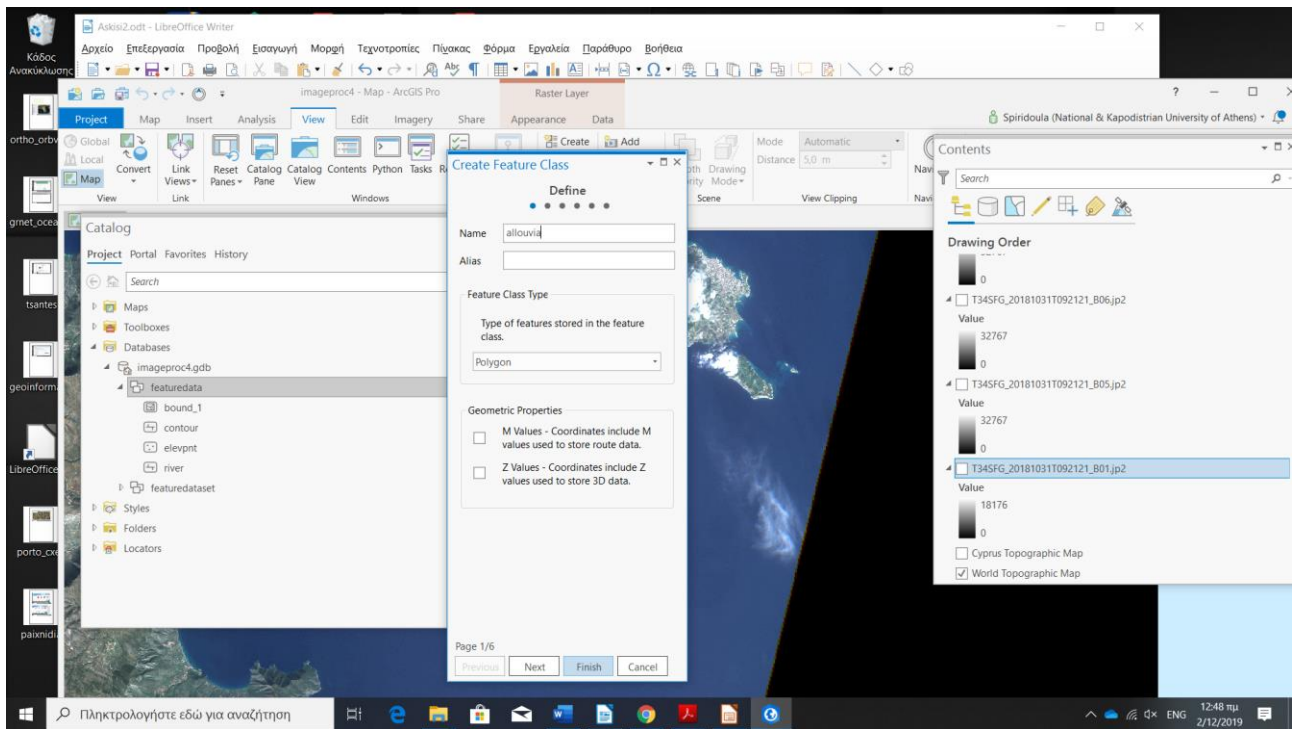 Κάδος
Ανακύκλωσης
ortho_orbv
grnet_ocea
tsantes
geoinform
LibreOffice
porto_cxe
paixnidi
Askisi2.odt - LibreOffice Writer
Αρχείο Επεξεργασία Προβολή Εισαγωγή Μορφή Τεχνοτροπίες Πίνακας Φόρμα Εργαλεία Παράθυρο Βοήθεια
imageproc4 - Map - ArcGIS Pro
Raster Layer
Project Map Insert Analysis View Edit Imagery Share Appearance Data
Spiridoula (National & Kapodistrian University of Athens)
Global
Local
Map
Convert
Link
Views
Reset
Panes
Catalog
Pane
Catalog
View
Contents
Python
Tasks
Create
Add
Drawing
Mode
Mode Automatic
Distance 5,0 m
Navi
View
Link
Windows
Scene
View Clipping
Navi
Catalog
Project Portal Favorites History
Search
Maps
Toolboxes
Databases
imageproc4.gdb
featuredata
bound_1
contour
elevpnt
river
featuredataset
Styles
Folders
Locators
Create Feature Class
Define
Name allouvia
Alias
Feature Class Type
Type of features stored in the feature
class.
Polygon
Geometric Properties
M Values - Coordinates include M
values used to store route data.
Z Values - Coordinates include Z
values used to store 3D data.
Page 1/6
Previous Next Finish Cancel
Contents
Search
Drawing Order
0
T34SFG_20181031T092121_B06.jp2
Value
32767
0
T34SFG_20181031T092121_B05.jp2
Value
32767
0
T34SFG_20181031T092121_B01.jp2
Value
18176
0
Cyprus Topographic Map
World Topographic Map
Πληκτρολογήστε εδώ για αναζήτηση
ENG
12:48 πμ
2/12/2019